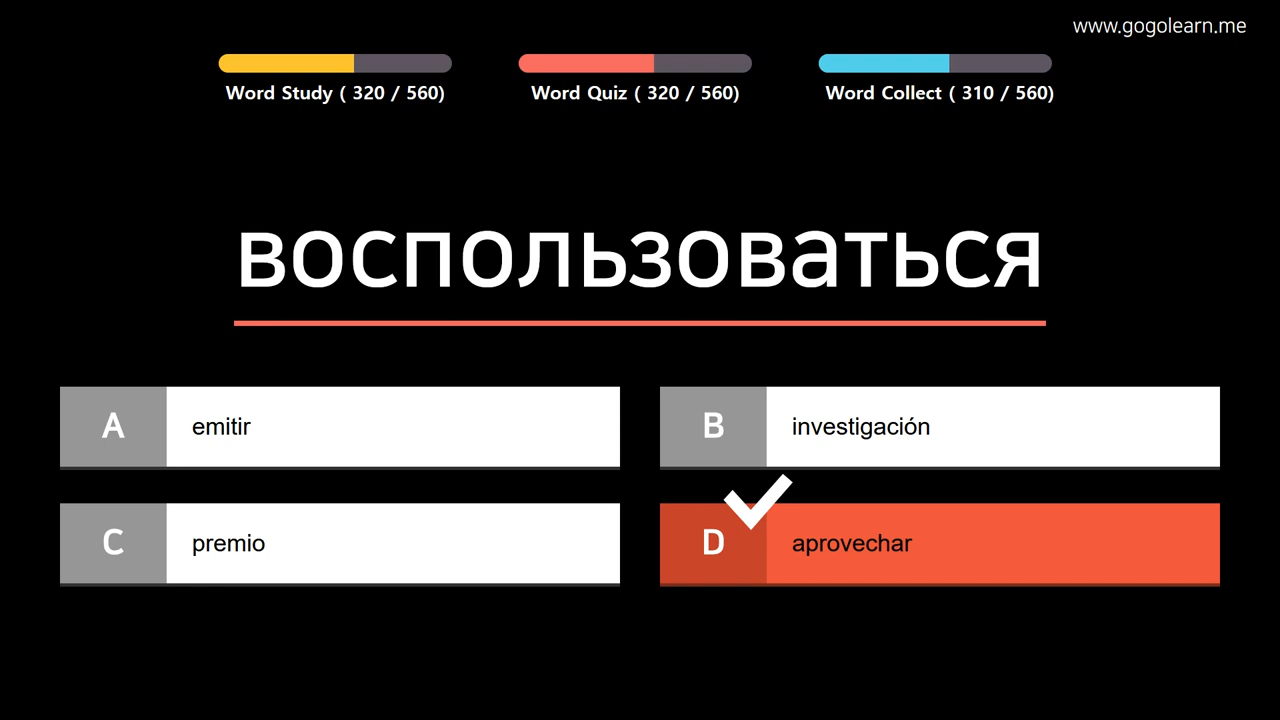 www.gogolearn.me
Word Study ( 320 / 560)
Word Quiz ( 320 / 560)
Word Collect ( 310 / 560)
воспользоваться
A emitir
B investigación
C premio
D aprovechar